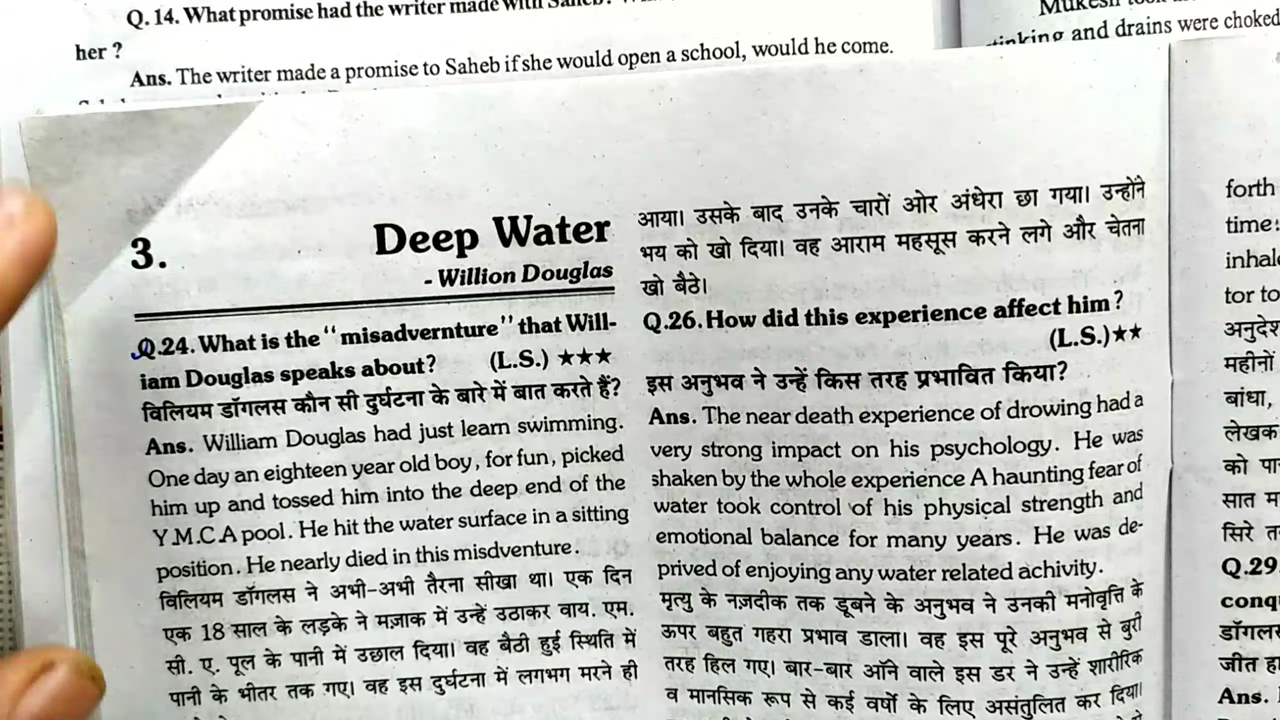 Q. 14. What promise had the writer made with
her ?
Ans. The writer made a promise to Saheb if she would open a school, would he come.
Mukesh
and drains were choked
3.
Deep Water
- Willion Douglas
Q.24. What is the "misadvernture" that Will-
iam Douglas speaks about? (L.S.) ★★★
विलियम डॉगलस कौन सी दुर्घटना के बारे में बात करते हैं?
Ans. William Douglas had just learn swimming.
One day an eighteen year old boy, for fun, picked
him up and tossed him into the deep end of the
Y.M.C.A pool. He hit the water surface in a sitting
position. He nearly died in this misdventure.
विलियम डॉगलस ने अभी-अभी तैरना सीखा था। एक दिन
एक 18 साल के लड़के ने मज़ाक में उन्हें उठाकर वाय. एम.
सी. ए. पूल के पानी में उछाल दिया। वह बैठी हुई स्थिति में
पानी के भीतर तक गए। वह इस दुर्घटना में लगभग मरने ही
आया। उसके बाद उनके चारों ओर अंधेरा छा गया। उन्होंने
भय को खो दिया। वह आराम महसूस करने लगे और चेतना
खो बैठे।
Q.26. How did this experience affect him?
(L.S.)★★
इस अनुभव ने उन्हें किस तरह प्रभावित किया?
Ans. The near death experience of drowing had a
very strong impact on his psychology. He was
shaken by the whole experience A haunting fear of
water took control of his physical strength and
emotional balance for many years. He was de-
prived of enjoying any water related achivity.
मृत्यु के नज़दीक तक डूबने के अनुभव ने उनकी मनोवृत्ति के
ऊपर बहुत गहरा प्रभाव डाला। वह इस पूरे अनुभव से बुरी
तरह हिल गए। बार-बार ऑने वाले इस डर ने उन्हें शारीरिक
व मानसिक रूप से कई वर्षो के लिए असंतुलित कर दिया।
forth
time:
inhal
tor to
अनुदेश
महीनों
बांधा,
लेखक
को पा
सात म
सिरे त
Q.29.
conq
डॉगलर
जीत हा
Ans.